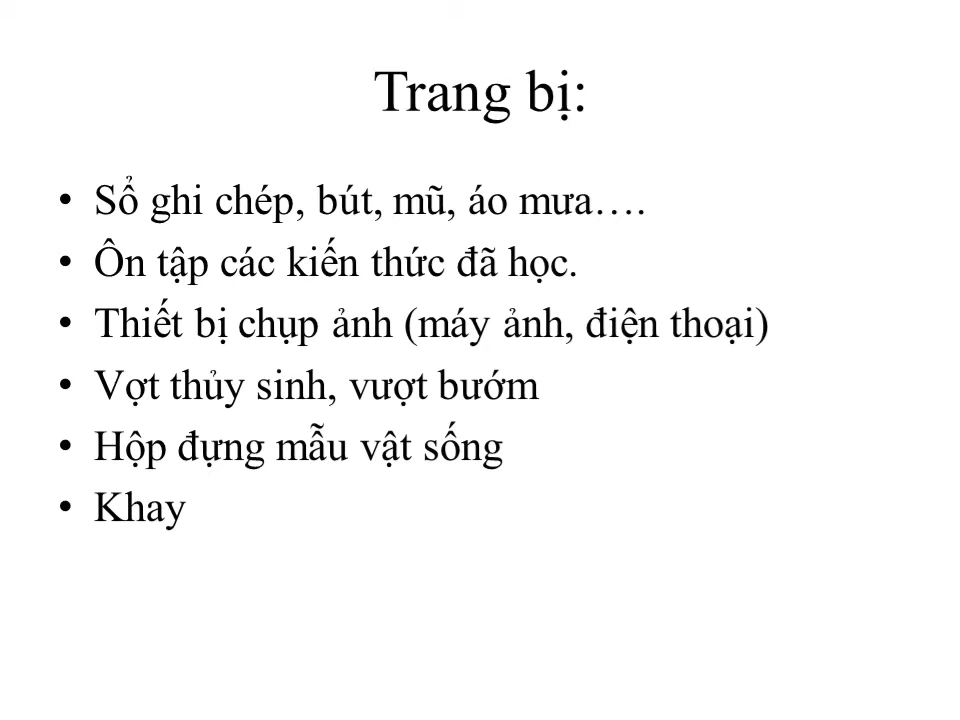 Trang bị:
• Sổ ghi chép, bút, mũ, áo mưa….
• Ôn tập các kiến thức đã học.
• Thiết bị chụp ảnh (máy ảnh, điện thoại)
• Vợt thủy sinh, vượt bướm
• Hộp đựng mẫu vật sống
• Khay